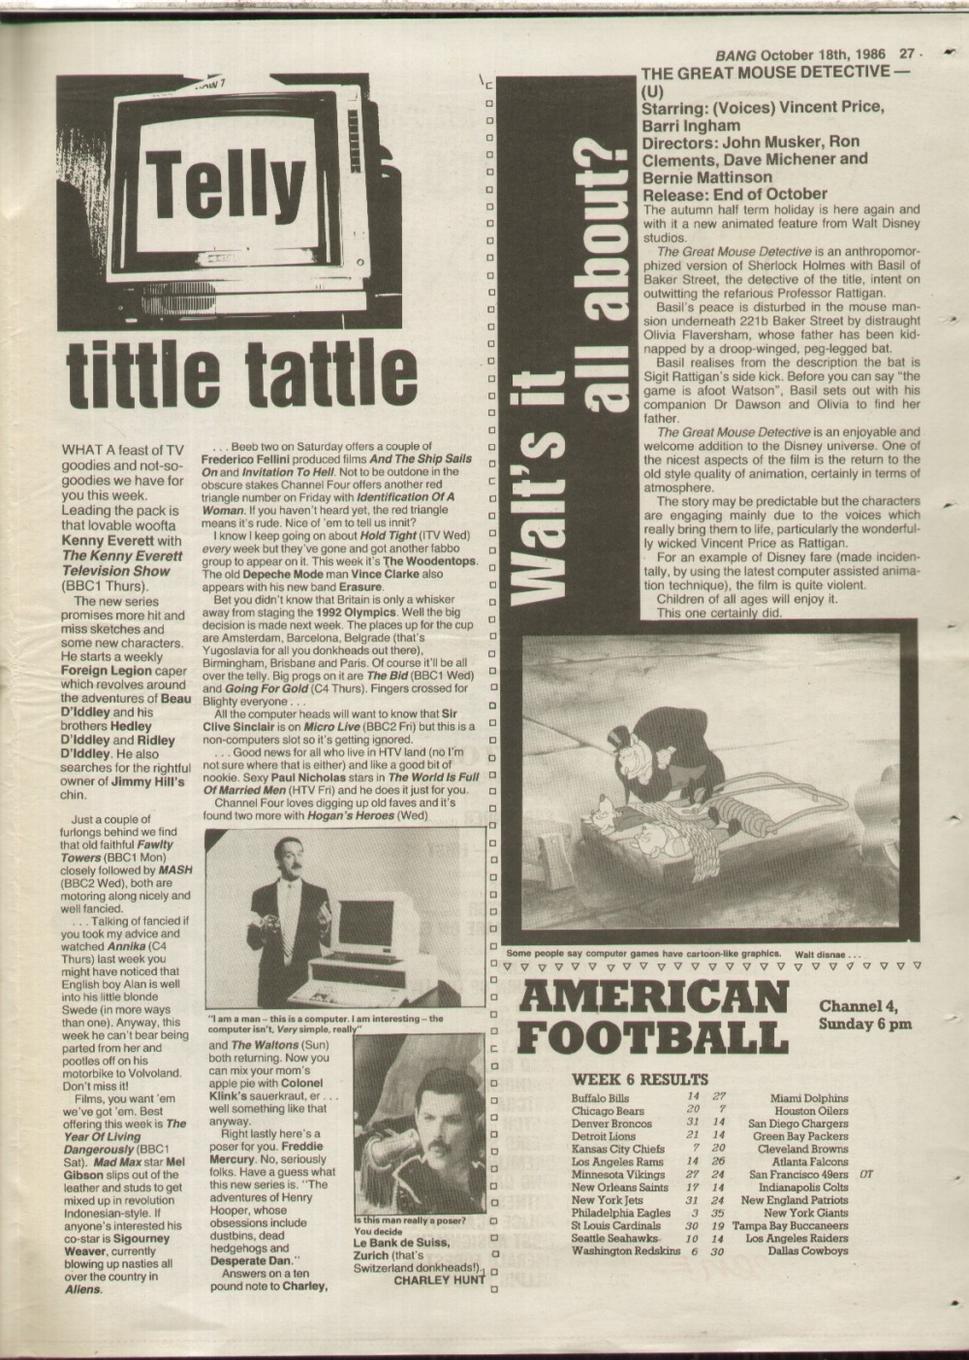 BANG October 18th, 1986 27
Telly
tittle tattle
WHAT A feast of TV
goodies and not-so-
goodies we have for
you this week.
Leading the pack is
that lovable woofta
Kenny Everett with
The Kenny Everett
Television Show
(BBC1 Thurs).
The new series
promises more hit and
miss sketches and
some new characters.
He starts a weekly
Foreign Legion caper
which revolves around
the adventures of Beau
D'Iddley and his
brothers Hedley
D'Iddley and Ridley
D'Iddley. He also
searches for the rightful
owner of Jimmy Hill's
chin.
Just a couple of
furlongs behind we find
that old faithful Fawlty
Towers (BBC1 Mon)
closely followed by MASH
(BBC2 Wed), both are
motoring along nicely and
well fancied.
. . . Talking of fancied if
you took my advice and
watched Annika (C4
Thurs) last week you
might have noticed that
English boy Alan is well
into his little blonde
Swede (in more ways
than one). Anyway, this
week he can't bear being
parted from her and
pootles off on his
motorbike to Volvoland.
Don't miss it!
Films, you want 'em
we've got 'em. Best
offering this week is The
Year Of Living
Dangerously (BBC1
Sat). Mad Max star Mel
Gibson slips out of the
leather and studs to get
mixed up in revolution
Indonesian-style. If
anyone's interested his
co-star is Sigourney
Weaver, currently
blowing up nasties all
over the country in
Aliens.
. . . Beeb two on Saturday offers a couple of
Frederico Fellini produced films And The Ship Sails
On and Invitation To Hell. Not to be outdone in the
obscure stakes Channel Four offers another red
triangle number on Friday with Identification Of A
Woman. If you haven't heard yet, the red triangle
means it's rude. Nice of 'em to tell us innit?
I know I keep going on about Hold Tight (ITV Wed)
every week but they've gone and got another fabbo
group to appear on it. This week it's The Woodentops.
The old Depeche Mode man Vince Clarke also
appears with his new band Erasure.
Bet you didn't know that Britain is only a whisker
away from staging the 1992 Olympics. Well the big
decision is made next week. The places up for the cup
are Amsterdam, Barcelona, Belgrade (that's
Yugoslavia for all you donkheads out there),
Birmingham, Brisbane and Paris. Of course it'll be all
over the telly. Big progs on it are The Bid (BBC1 Wed)
and Going For Gold (C4 Thurs). Fingers crossed for
Blighty everyone . . .
All the computer heads will want to know that Sir
Clive Sinclair is on Micro Live (BBC2 Fri) but this is a
non-computers slot so it's getting ignored.
. . . Good news for all who live in HTV land (no I'm
not sure where that is either) and like a good bit of
nookie. Sexy Paul Nicholas stars in The World Is Full
Of Married Men (HTV Fri) and he does it just for you.
Channel Four loves digging up old faves and it's
found two more with Hogan's Heroes (Wed)
"I am a man – this is a computer. I am interesting – the
computer isn't, Very simple, really"
and The Waltons (Sun)
both returning. Now you
can mix your mom's
apple pie with Colonel
Klink's sauerkraut, er . . .
well something like that
anyway.
Right lastly here's a
poser for you. Freddie
Mercury. No, seriously
folks. Have a guess what
this new series is. "The
adventures of Henry
Hooper, whose
obsessions include
dustbins, dead
hedgehogs and
Desperate Dan."
Answers on a ten
pound note to Charley,
Is this man really a poser?
You decide
Le Bank de Suiss,
Zurich (that's
Switzerland donkheads!).
CHARLEY HUNT
Walt's it
all about?
THE GREAT MOUSE DETECTIVE —
(U)
Starring: (Voices) Vincent Price,
Barri Ingham
Directors: John Musker, Ron
Clements, Dave Michener and
Bernie Mattinson
Release: End of October
The autumn half term holiday is here again and
with it a new animated feature from Walt Disney
studios.
The Great Mouse Detective is an anthropomor-
phized version of Sherlock Holmes with Basil of
Baker Street, the detective of the title, intent on
outwitting the refarious Professor Rattigan.
Basil's peace is disturbed in the mouse man-
sion underneath 221b Baker Street by distraught
Olivia Flaversham, whose father has been kid-
napped by a droop-winged, peg-legged bat.
Basil realises from the description the bat is
Sigit Rattigan's side kick. Before you can say "the
game is afoot Watson", Basil sets out with his
companion Dr Dawson and Olivia to find her
father.
The Great Mouse Detective is an enjoyable and
welcome addition to the Disney universe. One of
the nicest aspects of the film is the return to the
old style quality of animation, certainly in terms of
atmosphere.
The story may be predictable but the characters
are engaging mainly due to the voices which
really bring them to life, particularly the wonderful-
ly wicked Vincent Price as Rattigan.
For an example of Disney fare (made inciden-
tally, by using the latest computer assisted anima-
tion technique), the film is quite violent.
Children of all ages will enjoy it.
This one certainly did.
Some people say computer games have cartoon-like graphics. Walt disnae . . .
AMERICAN
FOOTBALL
Channel 4,
Sunday 6 pm
WEEK 6 RESULTS
Buffalo Bills 14 27 Miami Dolphins
Chicago Bears 20 7 Houston Oilers
Denver Broncos 31 14 San Diego Chargers
Detroit Lions 21 14 Green Bay Packers
Kansas City Chiefs 7 20 Cleveland Browns
Los Angeles Rams 14 26 Atlanta Falcons
Minnesota Vikings 27 24 San Francisco 49ers OT
New Orleans Saints 17 14 Indianapolis Colts
New York Jets 31 24 New England Patriots
Philadelphia Eagles 3 35 New York Giants
St Louis Cardinals 30 19 Tampa Bay Buccaneers
Seattle Seahawks 10 14 Los Angeles Raiders
Washington Redskins 6 30 Dallas Cowboys